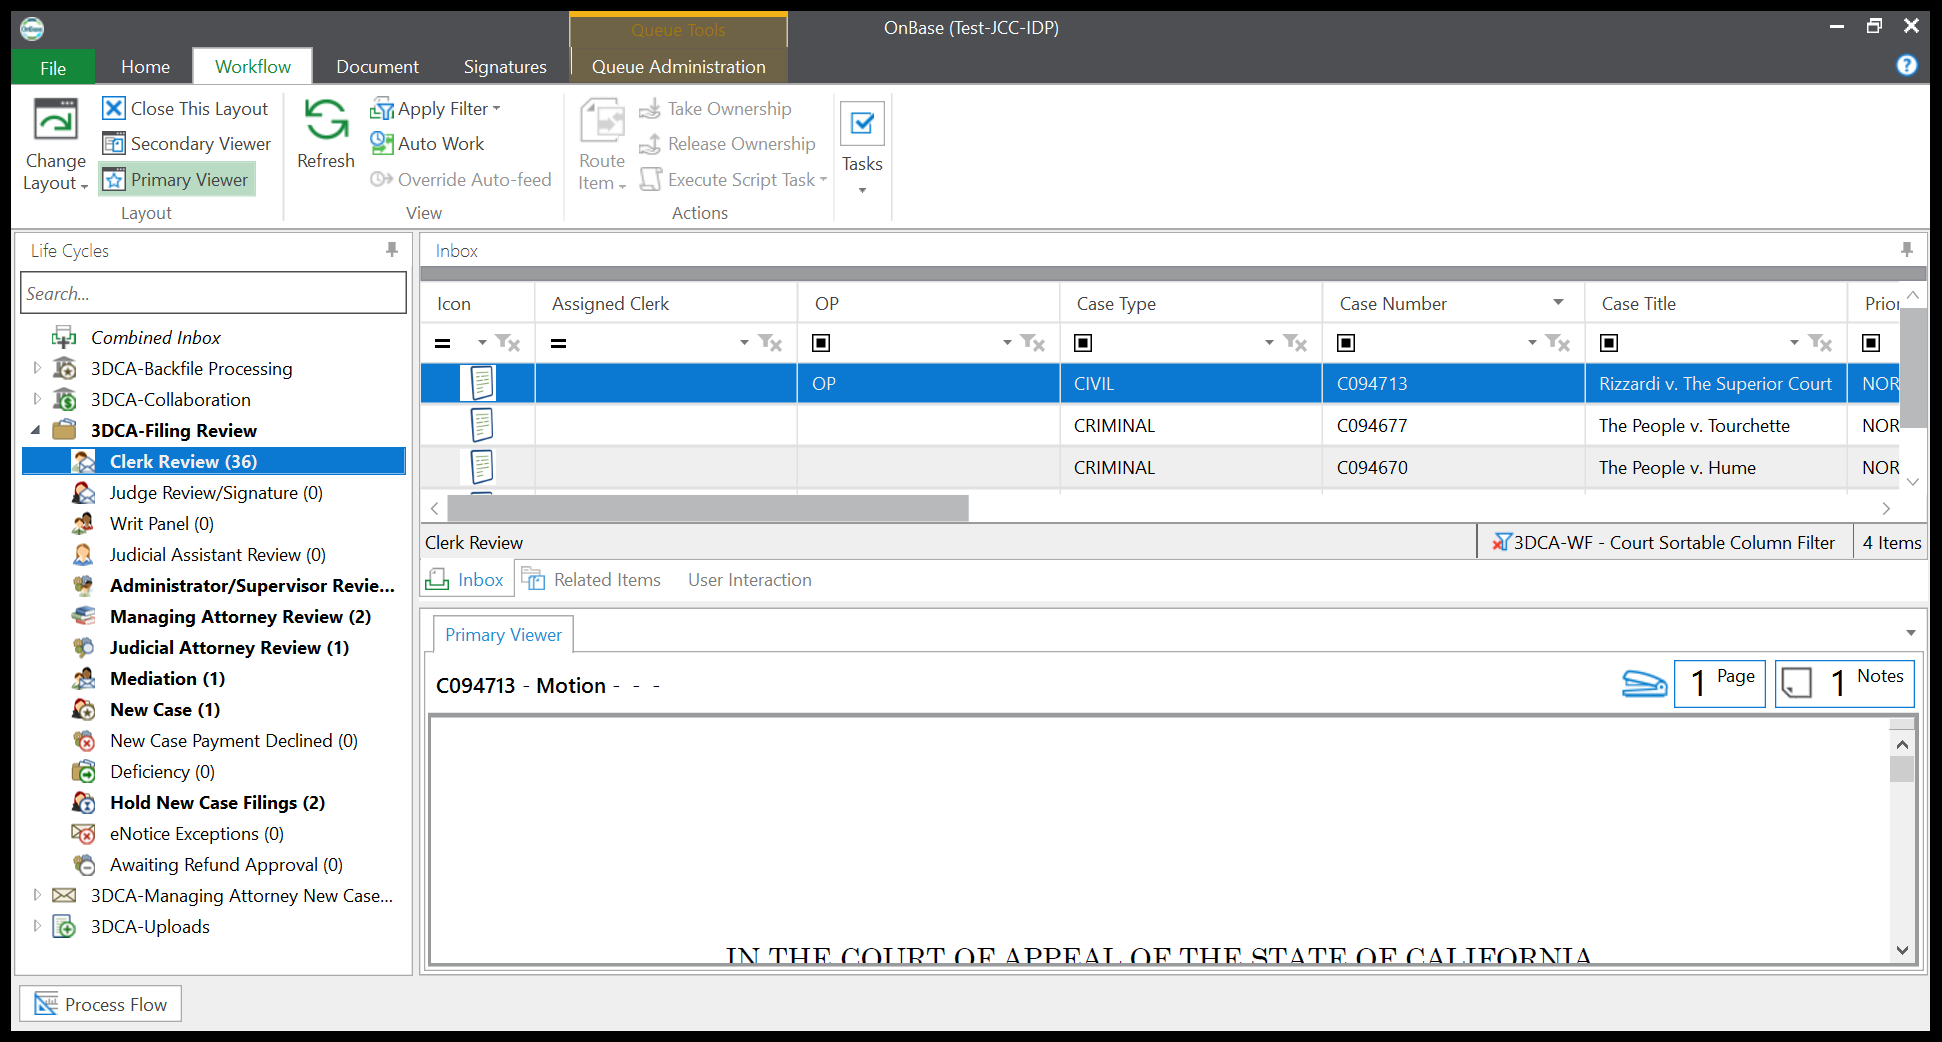 OnBase
Queue Tools
OnBase (Test-JCC-IDP)
File
Home
Workflow
Document
Signatures
Queue Administration
?
Change Layout
Close This Layout
Secondary Viewer
Primary Viewer
Layout
Refresh
Apply Filter
Auto Work
Override Auto-feed
View
Route Item
Take Ownership
Release Ownership
Execute Script Task
Actions
Tasks
Life Cycles
Search...
Combined Inbox
3DCA-Backfile Processing
3DCA-Collaboration
3DCA-Filing Review
Clerk Review (36)
Judge Review/Signature (0)
Writ Panel (0)
Judicial Assistant Review (0)
Administrator/Supervisor Revie...
Managing Attorney Review (2)
Judicial Attorney Review (1)
Mediation (1)
New Case (1)
New Case Payment Declined (0)
Deficiency (0)
Hold New Case Filings (2)
eNotice Exceptions (0)
Awaiting Refund Approval (0)
3DCA-Managing Attorney New Case...
3DCA-Uploads
Process Flow
Inbox
Icon Assigned Clerk OP Case Type Case Number Case Title Prior
= =
OP CIVIL C094713 Rizzardi v. The Superior Court NOR
CRIMINAL C094677 The People v. Tourchette NOR
CRIMINAL C094670 The People v. Hume NOR
Clerk Review 3DCA-WF - Court Sortable Column Filter 4 Items
Inbox Related Items User Interaction
Primary Viewer
C094713 - Motion - - -
1 Page
1 Notes
IN THE COURT OF APPEAL OF THE STATE OF CALIFORNIA